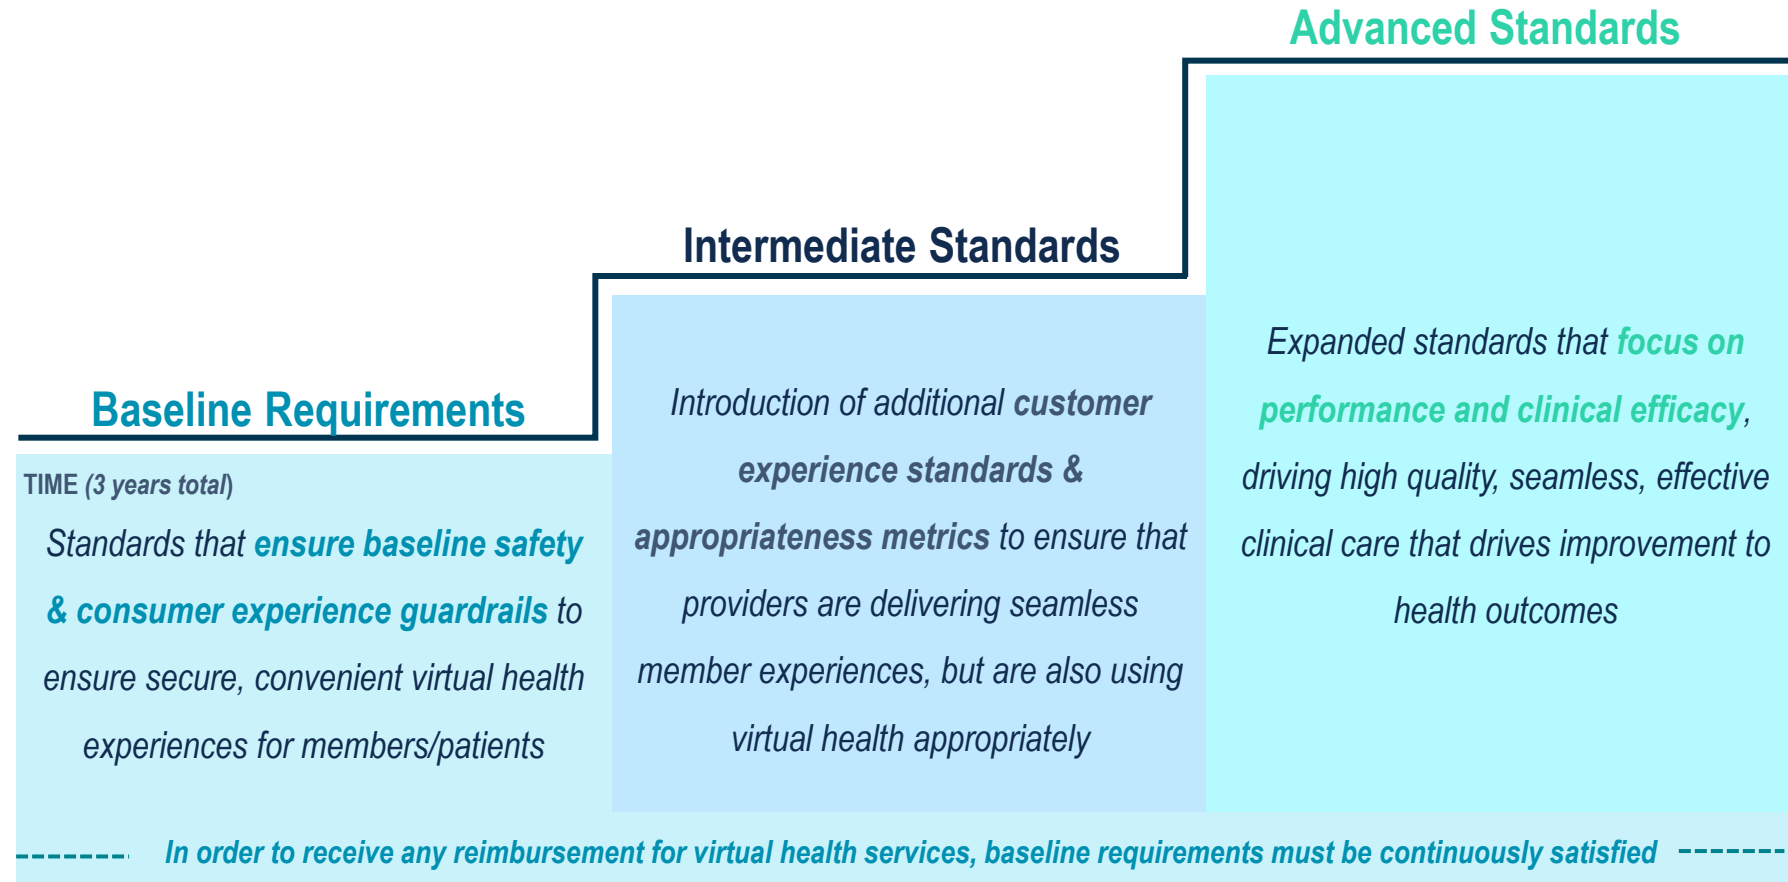 Advanced Standards
Intermediate Standards
Baseline Requirements
TIME (3 years total)
Standards that ensure baseline safety
& consumer experience guardrails to
ensure secure, convenient virtual health
experiences for members/patients
Introduction of additional customer
experience standards &
appropriateness metrics to ensure that
providers are delivering seamless
member experiences, but are also using
virtual health appropriately
Expanded standards that focus on
performance and clinical efficacy,
driving high quality, seamless, effective
clinical care that drives improvement to
health outcomes
In order to receive any reimbursement for virtual health services, baseline requirements must be continuously satisfied